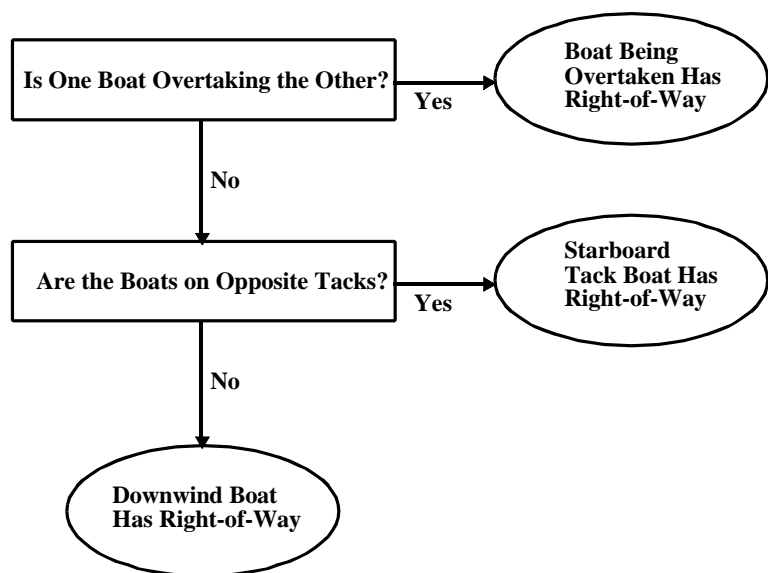 Is One Boat Overtaking the Other?
Yes
Boat Being
Overtaken Has
Right-of-Way
No
Are the Boats on Opposite Tacks?
Yes
Starboard
Tack Boat Has
Right-of-Way
No
Downwind Boat
Has Right-of-Way